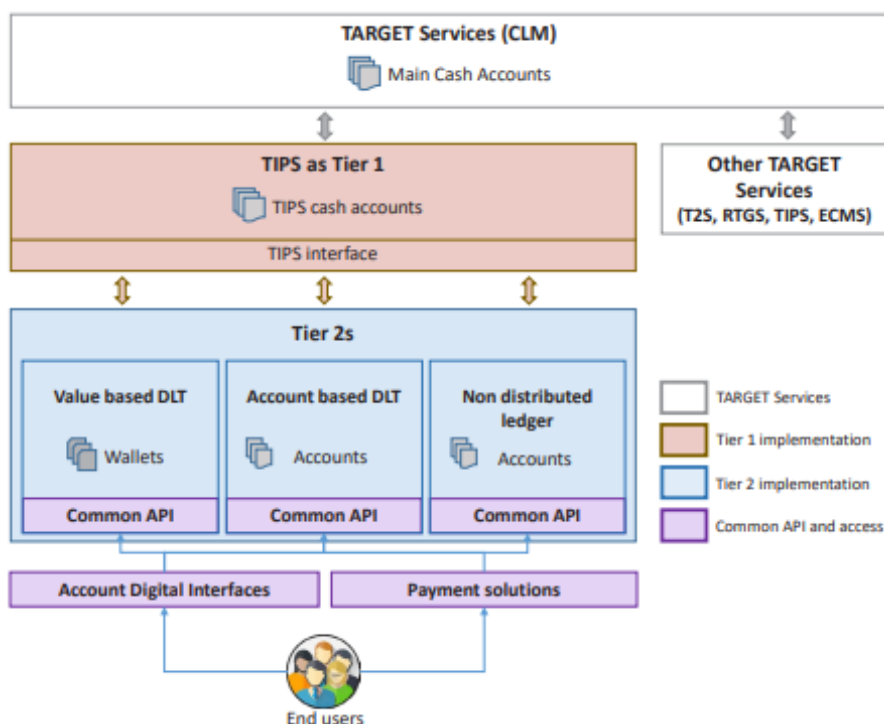 TARGET Services (CLM)
Main Cash Accounts
TIPS as Tier 1
TIPS cash accounts
TIPS interface
Other TARGET
Services
(T2S, RTGS, TIPS, ECMS)
Tier 2s
Value based DLT
Wallets
Common API
Account based DLT
Accounts
Common API
Non distributed
ledger
Accounts
Common API
TARGET Services
Tier 1 implementation
Tier 2 implementation
Common API and access
Account Digital Interfaces
Payment solutions
End users